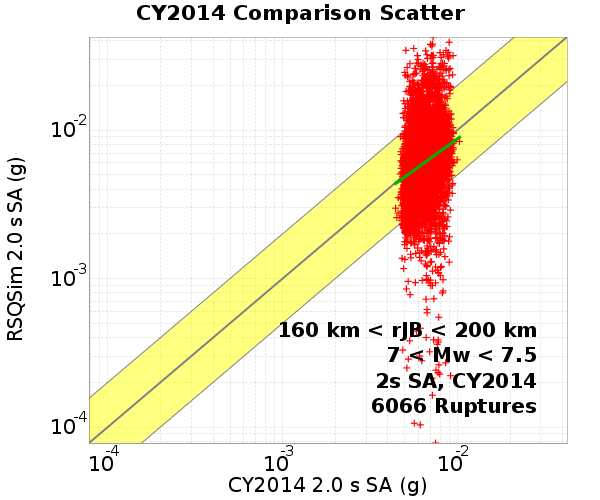 CY2014 Comparison Scatter
RSQSim 2.0 s SA (g)
10-2
10-3
10-4
160 km < rJB < 200 km
7 < Mw < 7.5
2s SA, CY2014
6066 Ruptures
10-4 10-3 10-2
CY2014 2.0 s SA (g)